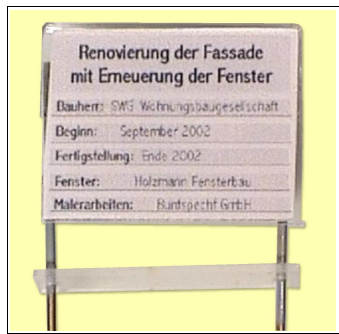 Renovierung der Fassade
mit Erneuerung der Fenster
Bauherr: SWG Wohnungsbaugesellschaft
Beginn: September 2002
Fertigstellung: Ende 2002
Fenster: Holzmann Fensterbau
Malerarbeiten: Buntspecht GmbH